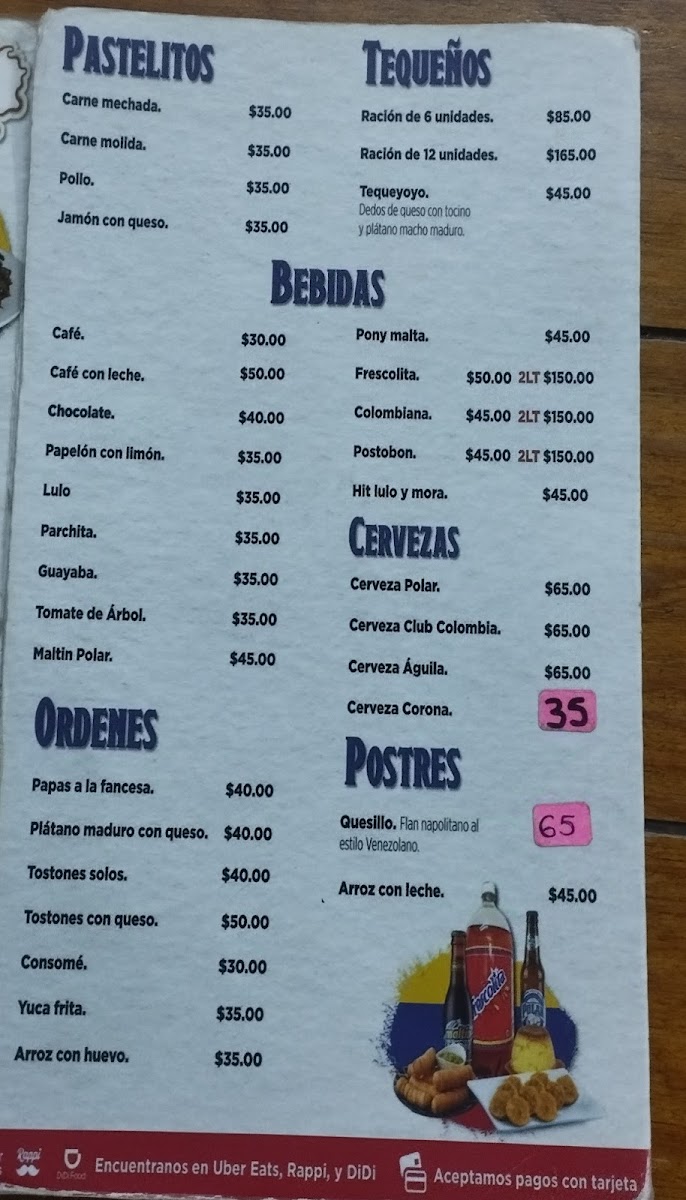 PASTELITOS
Carne mechada. $35.00
Carne molida. $35.00
Pollo. $35.00
Jamón con queso. $35.00
TEQUEÑOS
Ración de 6 unidades. $85.00
Ración de 12 unidades. $165.00
Tequeyoyo. $45.00
Dedos de queso con tocino
y plátano macho maduro.
BEBIDAS
Café. $30.00
Café con leche. $50.00
Chocolate. $40.00
Papelón con limón. $35.00
Lulo $35.00
Parchita. $35.00
Guayaba. $35.00
Tomate de Árbol. $35.00
Maltin Polar. $45.00
Pony malta. $45.00
Frescolita. $50.00 2LT $150.00
Colombiana. $45.00 2LT $150.00
Postobon. $45.00 2LT $150.00
Hit lulo y mora. $45.00
CERVEZAS
Cerveza Polar. $65.00
Cerveza Club Colombia. $65.00
Cerveza Águila. $65.00
Cerveza Corona. 35
ORDENES
Papas a la fancesa. $40.00
Plátano maduro con queso. $40.00
Tostones solos. $40.00
Tostones con queso. $50.00
Consomé. $30.00
Yuca frita. $35.00
Arroz con huevo. $35.00
POSTRES
Quesillo. Flan napolitano al 65
estilo Venezolano.
Arroz con leche. $45.00
Rappi
DiDi Food
Encuentranos en Uber Eats, Rappi, y DiDi
Aceptamos pagos con tarjeta